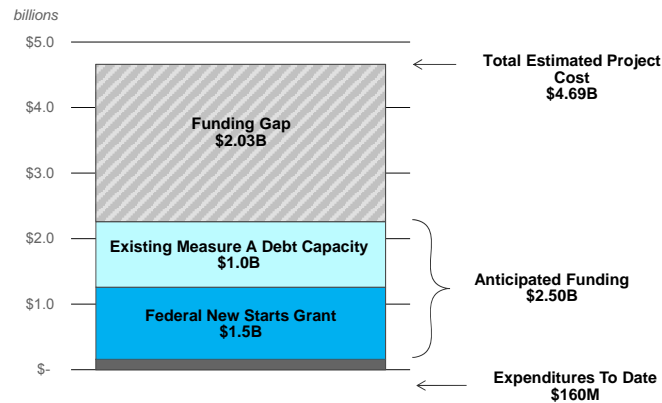 billions
$5.0
Total Estimated Project
Cost
$4.69B
$4.0
Funding Gap
$2.03B
$3.0
$2.0
Existing Measure A Debt Capacity
$1.0B
Anticipated Funding
$2.50B
$1.0
Federal New Starts Grant
$1.5B
$-
Expenditures To Date
$160M